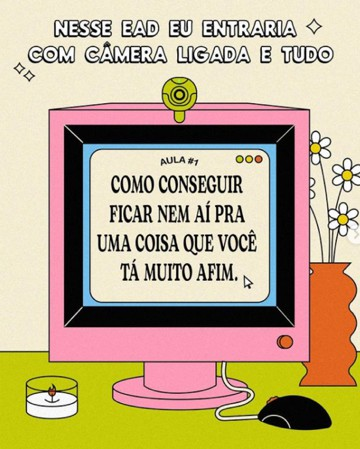 NESSE EAD EU ENTRARIA
COM CÂMERA LIGADA E TUDO
AULA #1
COMO CONSEGUIR
FICAR NEM AÍ PRA
UMA COISA QUE VOCÊ
TÁ MUITO AFIM.